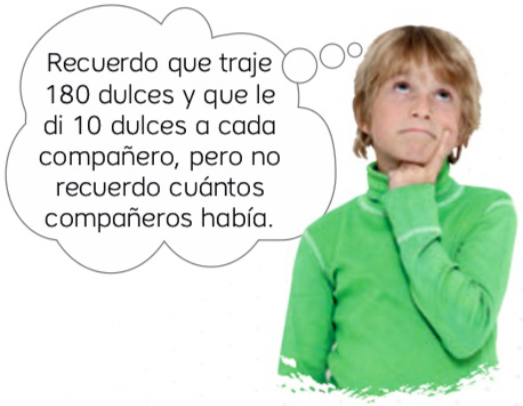 Recuerdo que traje
180 dulces y que le
di 10 dulces a cada
compañero, pero no
recuerdo cuántos
compañeros había.